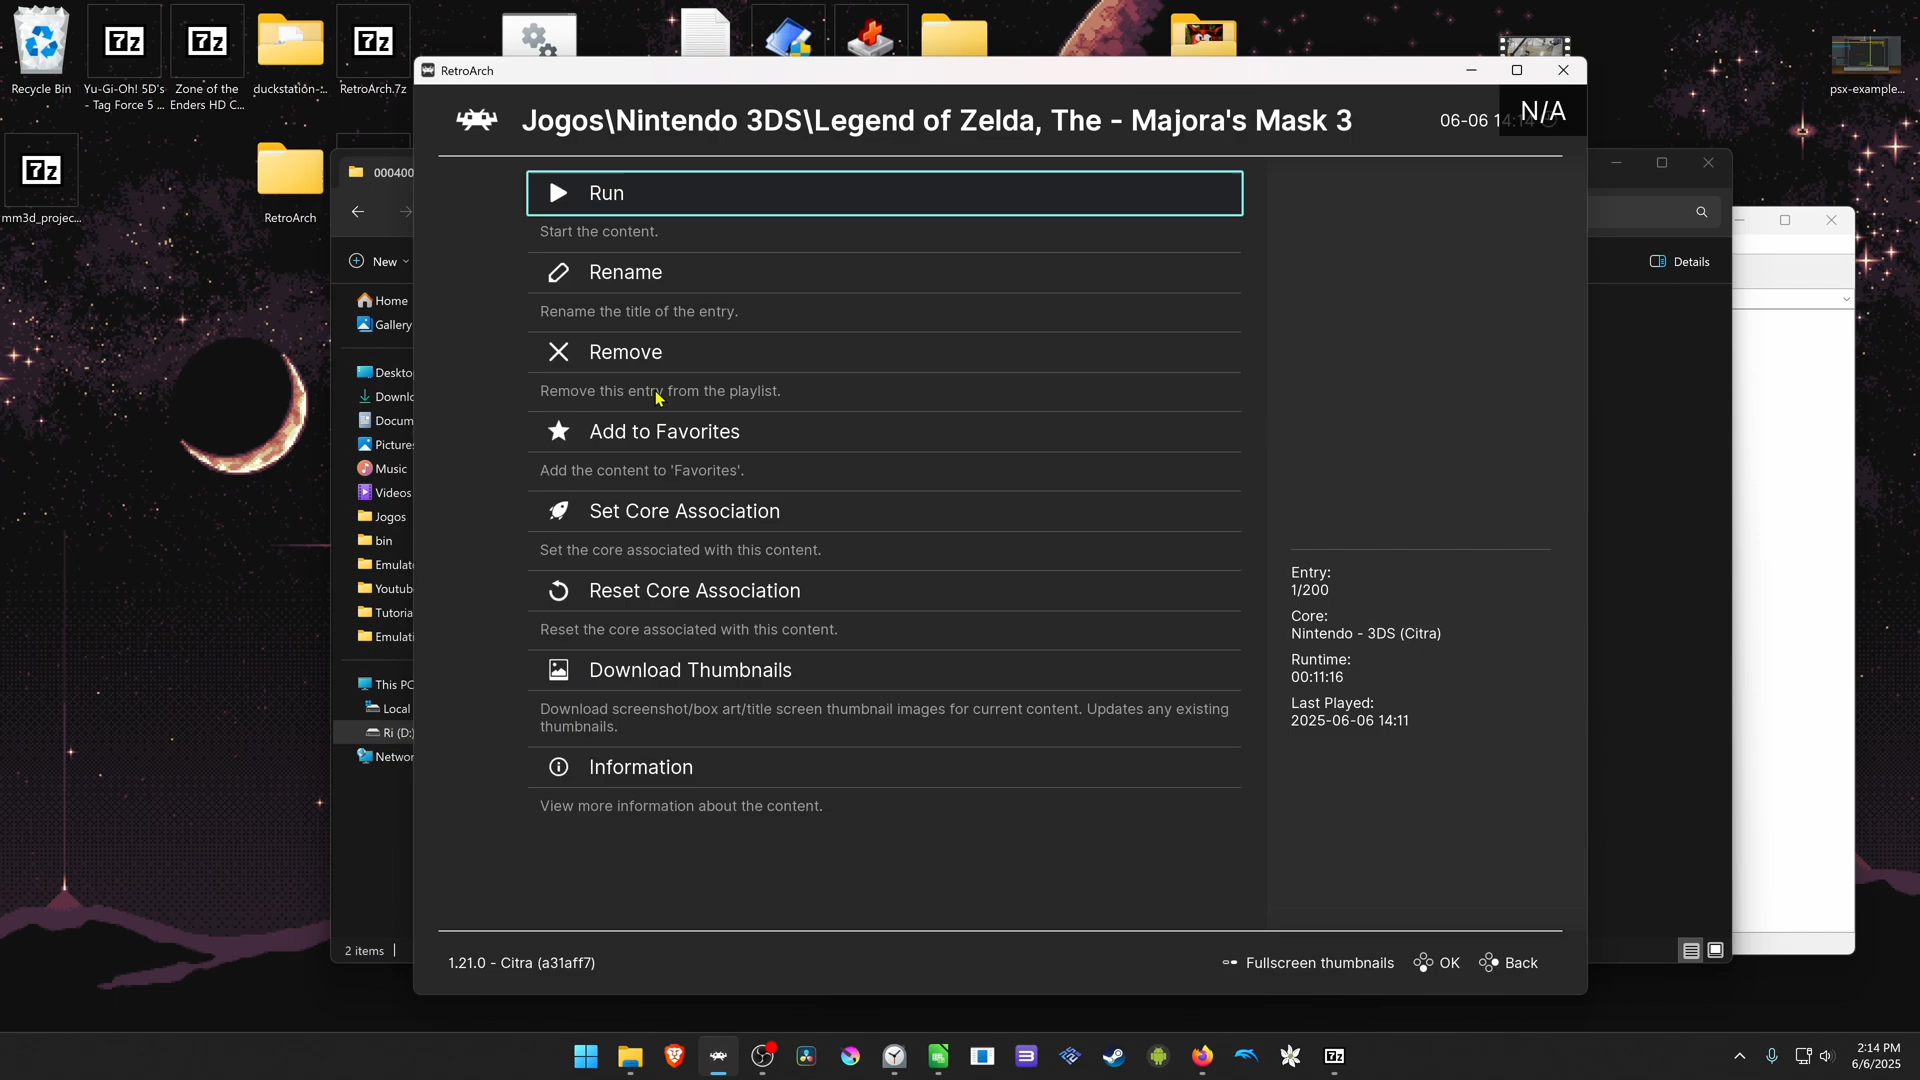 Recycle Bin
Yu-Gi-Oh! 5D's
- Tag Force 5 ...
Zone of the
Enders HD C...
duckstation-...
RetroArch.7z
psx-example...
mm3d_projec...
RetroArch
000400
New
Details
Home
Gallery
Deskto
Downlo
Docum
Pictures
Music
Videos
Jogos
bin
Emulat
Youtub
Tutoria
Emulati
This PC
Local
Ri (D:)
Networ
2 items
RetroArch
Jogos\Nintendo 3DS\Legend of Zelda, The - Majora's Mask 3
06-06 14:14
N/A
Run
Start the content.
Rename
Rename the title of the entry.
Remove
Remove this entry from the playlist.
Add to Favorites
Add the content to 'Favorites'.
Set Core Association
Set the core associated with this content.
Reset Core Association
Reset the core associated with this content.
Download Thumbnails
Download screenshot/box art/title screen thumbnail images for current content. Updates any existing
thumbnails.
Information
View more information about the content.
Entry:
1/200
Core:
Nintendo - 3DS (Citra)
Runtime:
00:11:16
Last Played:
2025-06-06 14:11
1.21.0 - Citra (a31aff7)
Fullscreen thumbnails
OK
Back
2:14 PM
6/6/2025